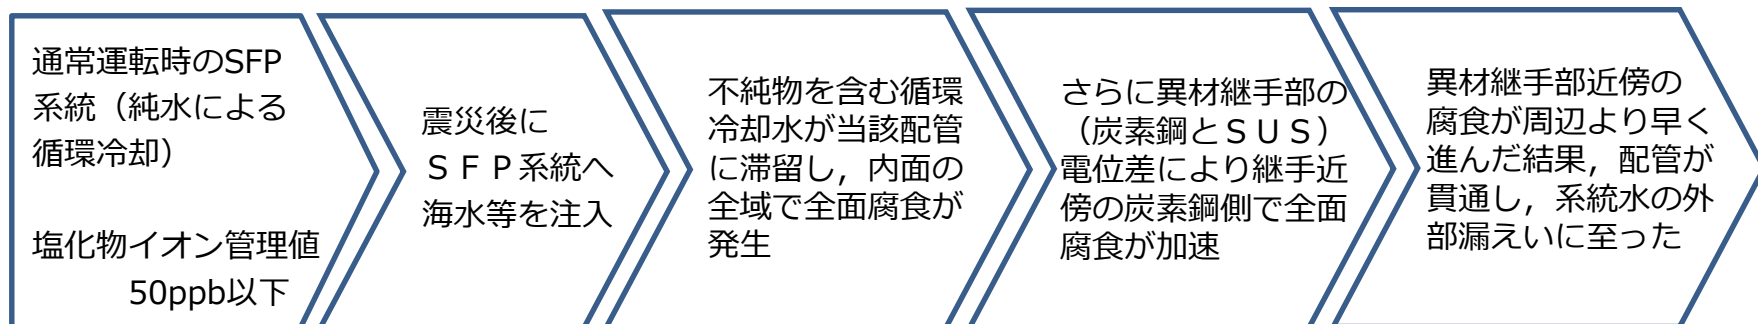 通常運転時のSFP
系統（純水による
循環冷却）
塩化物イオン管理値
50ppb以下
震災後に
ＳＦＰ系統へ
海水等を注入
不純物を含む循環
冷却水が当該配管
に滞留し，内面の
全域で全面腐食が
発生
さらに異材継手部の
（炭素鋼とＳＵＳ）
電位差により継手近
傍の炭素鋼側で全面
腐食が加速
異材継手部近傍の
腐食が周辺より早く
進んだ結果，配管が
貫通し，系統水の外
部漏えいに至った